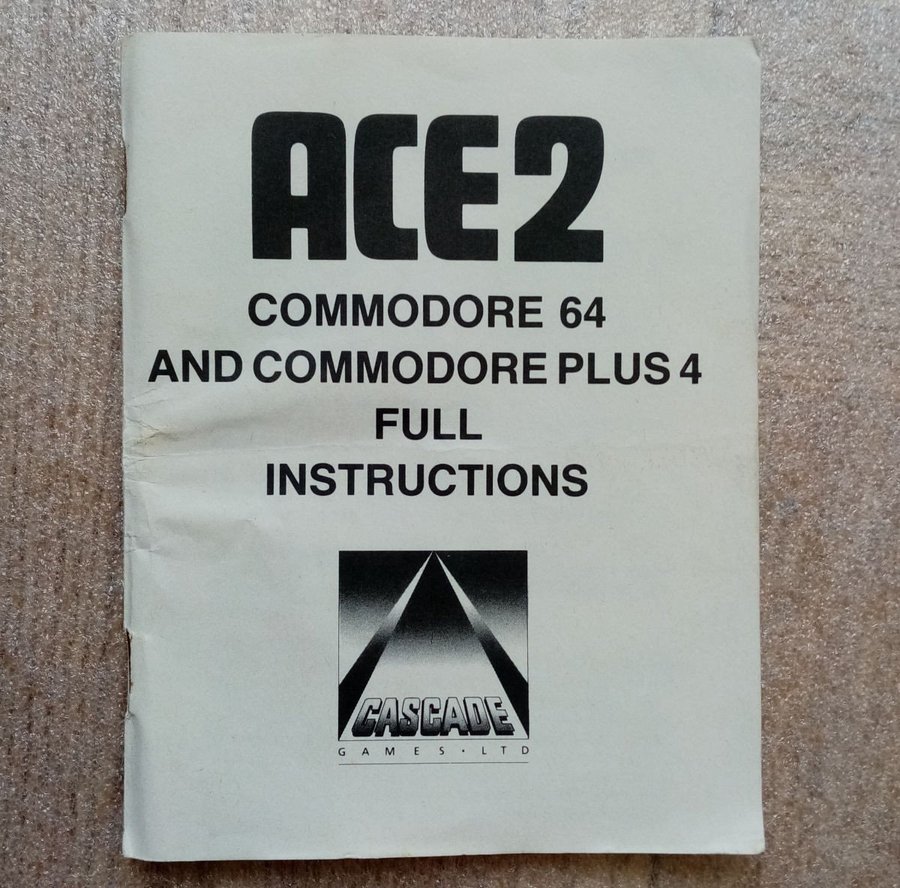 ACE2
COMMODORE 64
AND COMMODORE PLUS 4
FULL
INSTRUCTIONS
CASCADE
GAMES·LTD